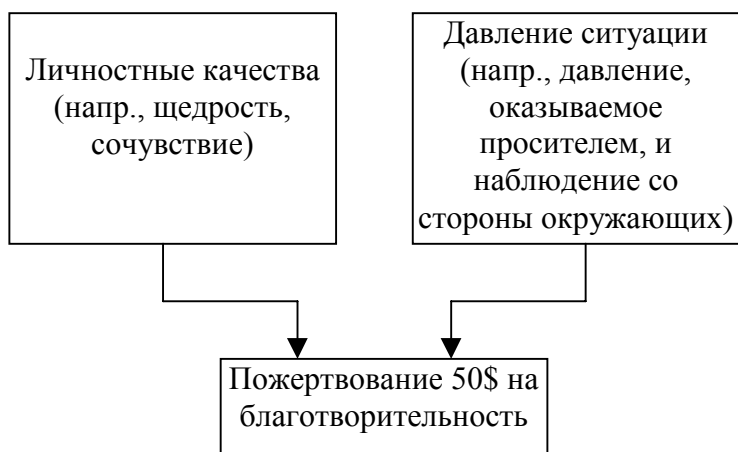 Личностные качества
(напр., щедрость,
сочувствие)
Давление ситуации
(напр., давление,
оказываемое
просителем, и
наблюдение со
стороны окружающих)
Пожертвование 50$ на
благотворительность